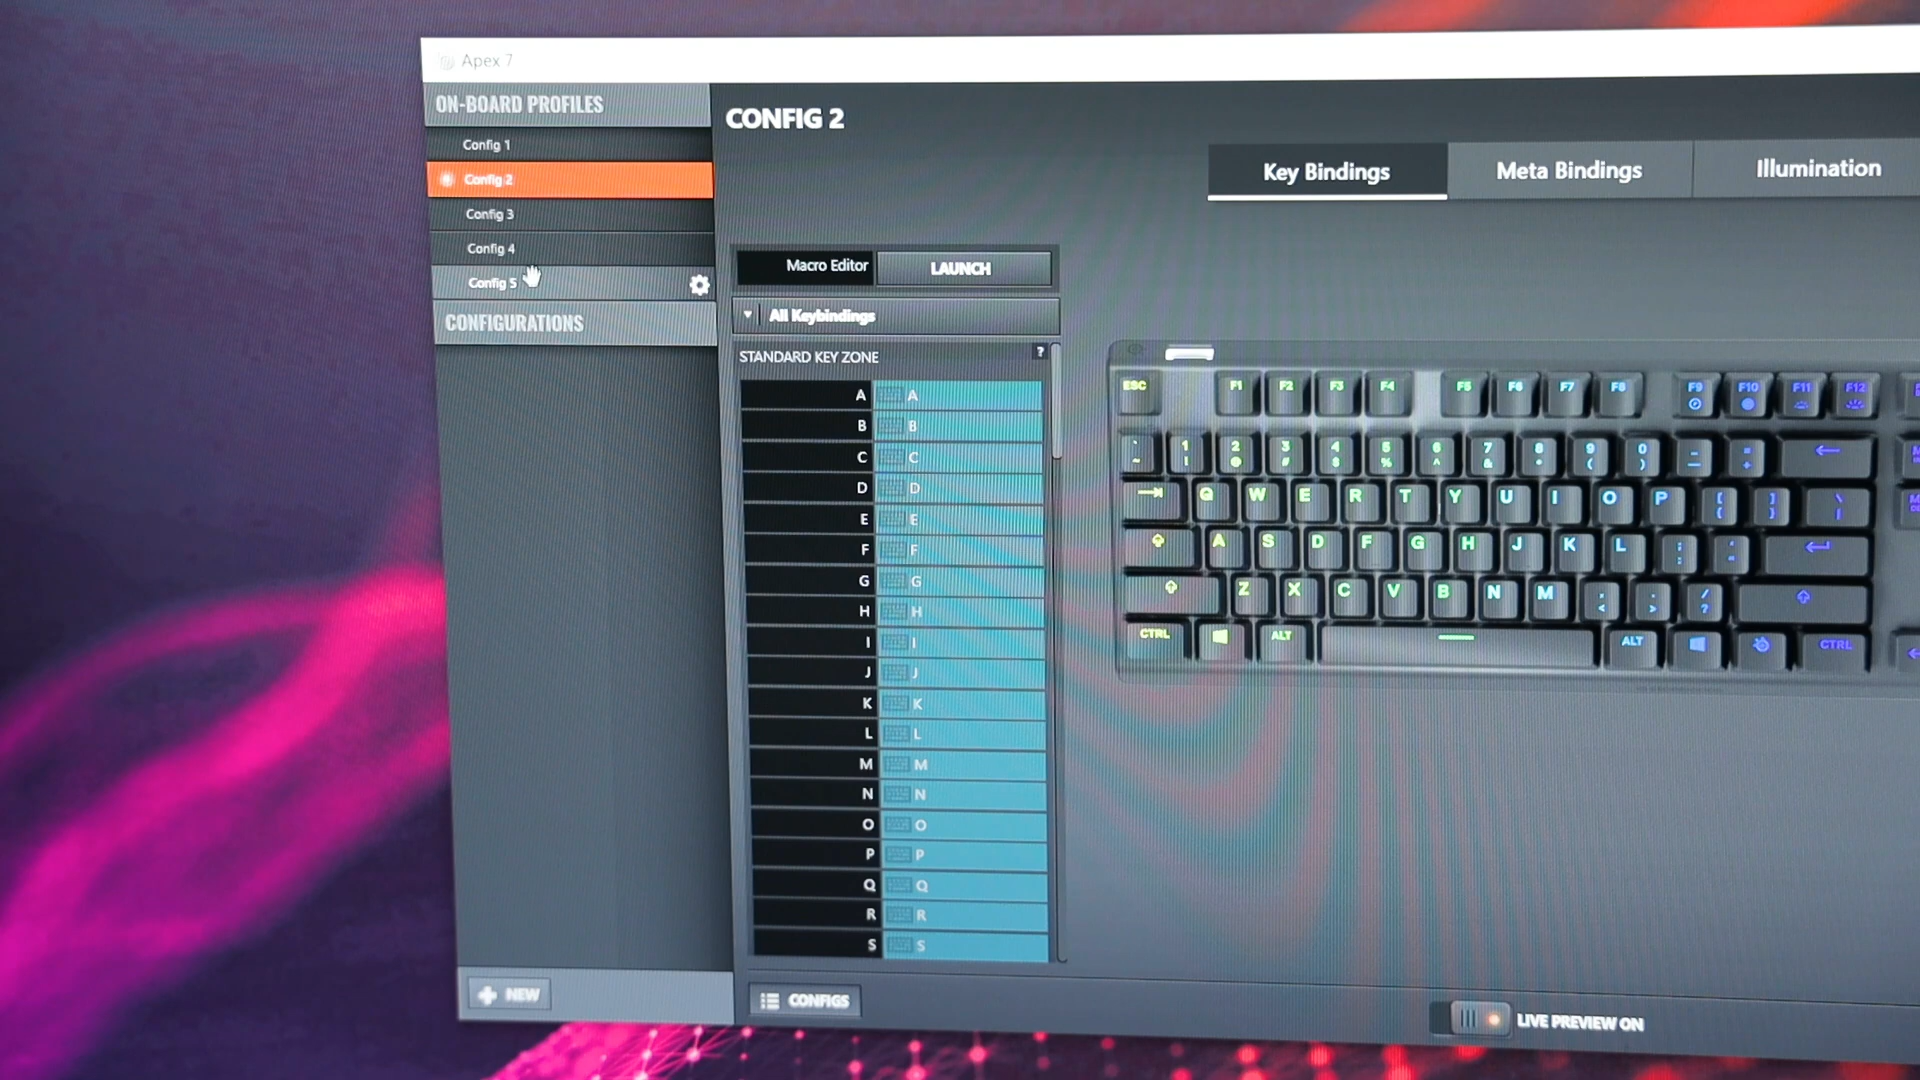 Apex 7
ON-BOARD PROFILES
Config 1
Config 2
Config 3
Config 4
Config 5
CONFIGURATIONS
+ NEW
CONFIG 2
Key Bindings
Meta Bindings
Illumination
Macro Editor
LAUNCH
All Keybindings
STANDARD KEY ZONE ?
A A
B B
C C
D D
E E
F F
G G
H H
I I
J J
K K
L L
M M
N N
O O
P P
Q Q
R R
S S
CONFIGS
ESC F1 F2 F3 F4 F5 F6 F7 F8 F9 F10 F11 F12
1 2 3 4 5 6 7 8 9 0
Q W E R T Y U I O P
A S D F G H J K L
Z X C V B N M
CTRL ALT ALT CTRL
LIVE PREVIEW ON